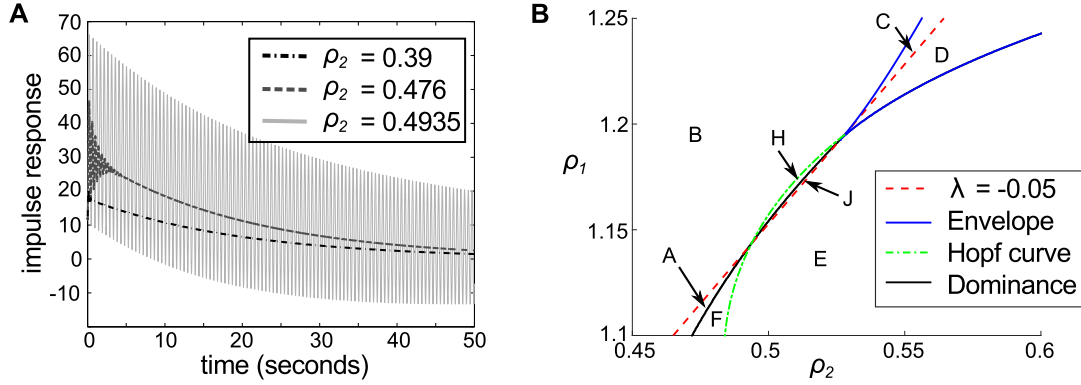 A
impulse response
70
60
50
40
30
20
10
0
-10
0
5
10
20
30
40
50
time (seconds)
ρ2 = 0.39
ρ2 = 0.476
ρ2 = 0.4935
B
ρ1
1.25
1.2
1.15
1.1
0.45
0.5
0.55
0.6
ρ2
C
D
B
H
J
A
E
F
λ = -0.05
Envelope
Hopf curve
Dominance